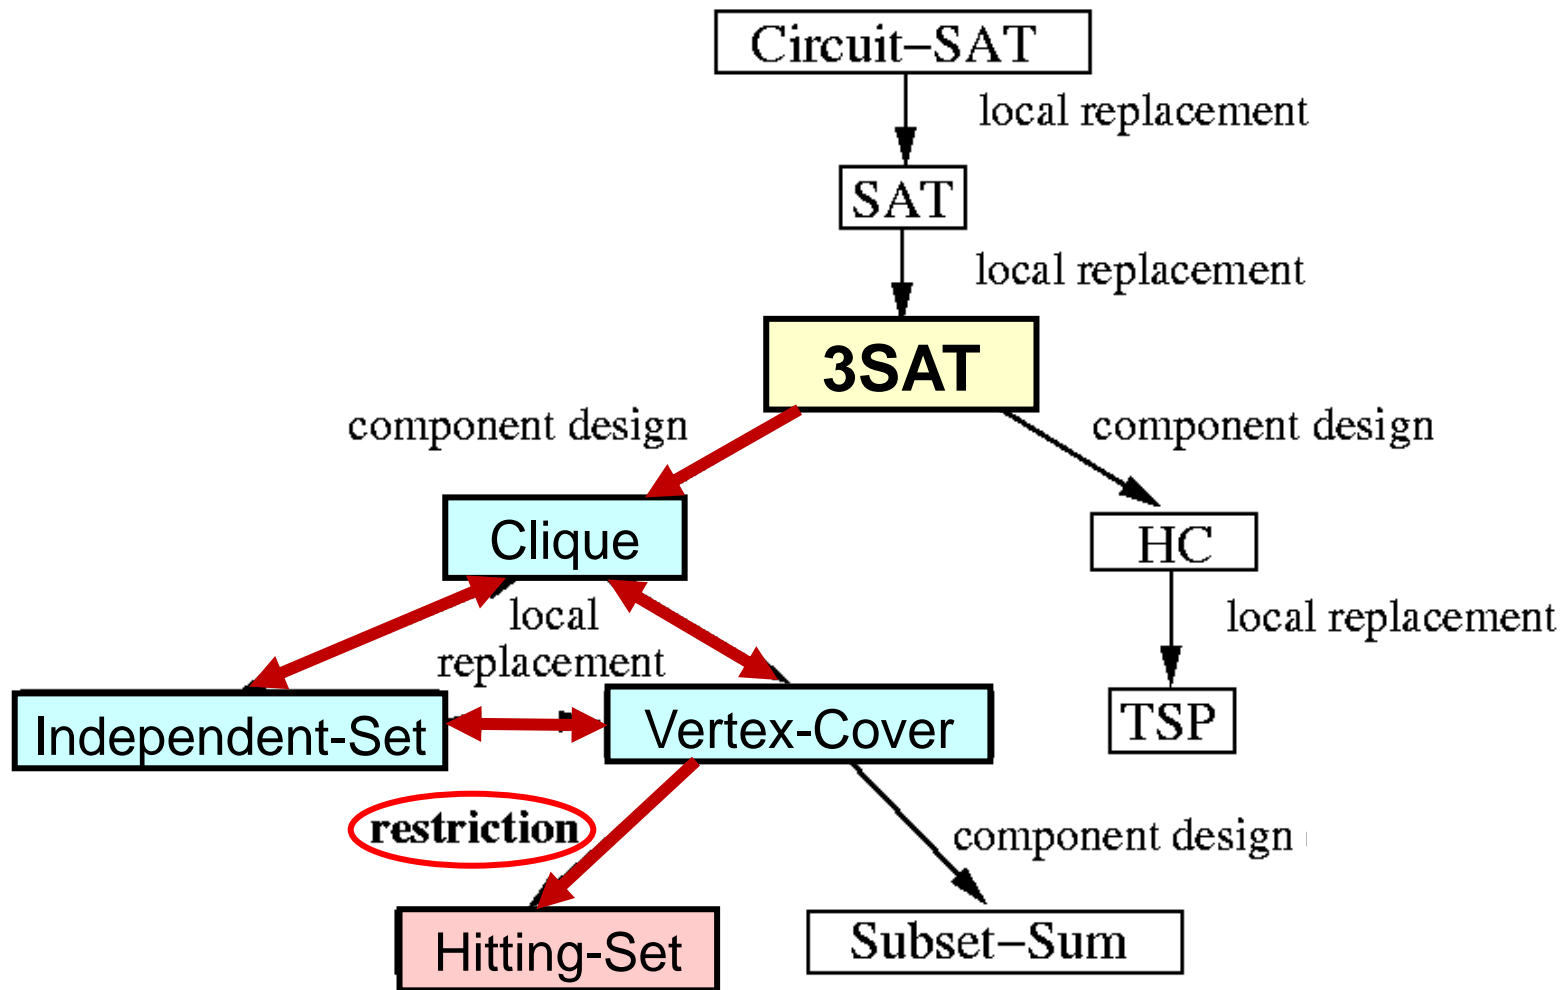 Circuit–SAT
local replacement
SAT
local replacement
3SAT
component design
component design
Clique
HC
local
replacement
local replacement
Independent-Set
Vertex-Cover
TSP
restriction
component design
Hitting-Set
Subset–Sum